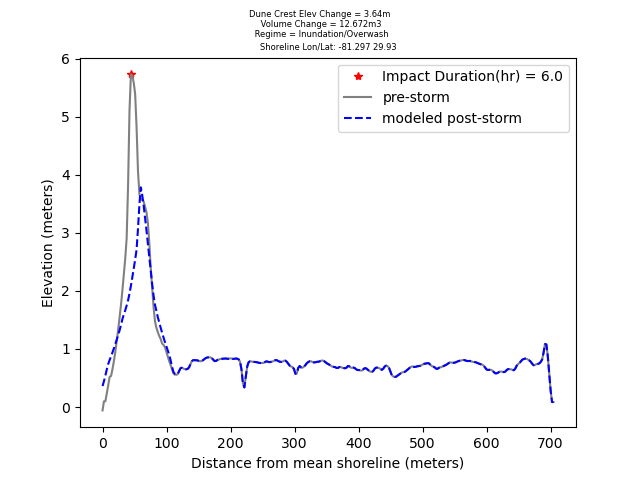 Dune Crest Elev Change = 3.64m
Volume Change = 12.672m3
Regime = Inundation/Overwash
Shoreline Lon/Lat: -81.297 29.93
Impact Duration(hr) = 6.0
pre-storm
modeled post-storm
Elevation (meters)
6
5
4
3
2
1
0
0 100 200 300 400 500 600 700
Distance from mean shoreline (meters)